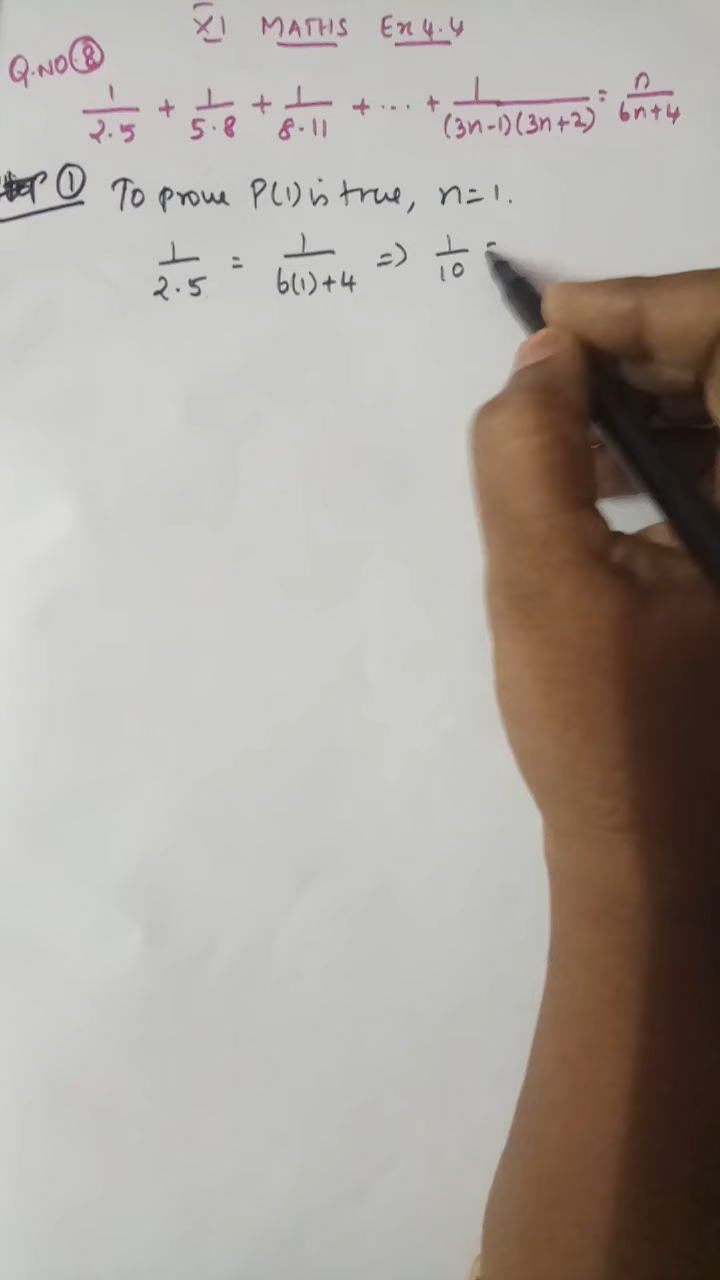 XI MATHS Ex 4.4
Q.NO 8
1/2.5 + 1/5.8 + 1/8.11 + ... + 1/(3n-1)(3n+2) = n/6n+4
① To prove P(1) is true, n=1.
1/2.5 = 1/6(1)+4 => 1/10 =